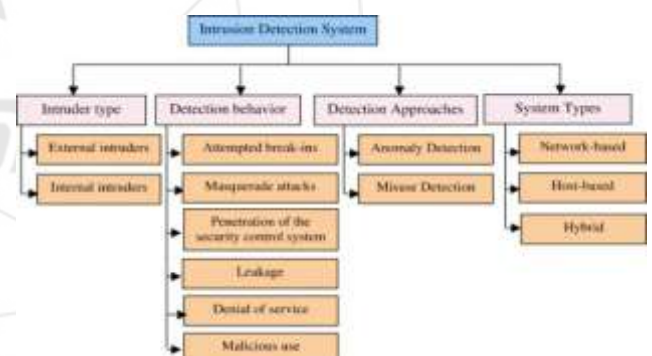 Intrusion Detection System
Intruder type
External intruders
Internal intruders
Detection behavior
Attempted break-ins
Masquerade attacks
Penetration of the
security control system
Leakage
Denial of service
Malicious use
Detection Approaches
Anomaly Detection
Misuse Detection
System Types
Network-based
Host-based
Hybrid